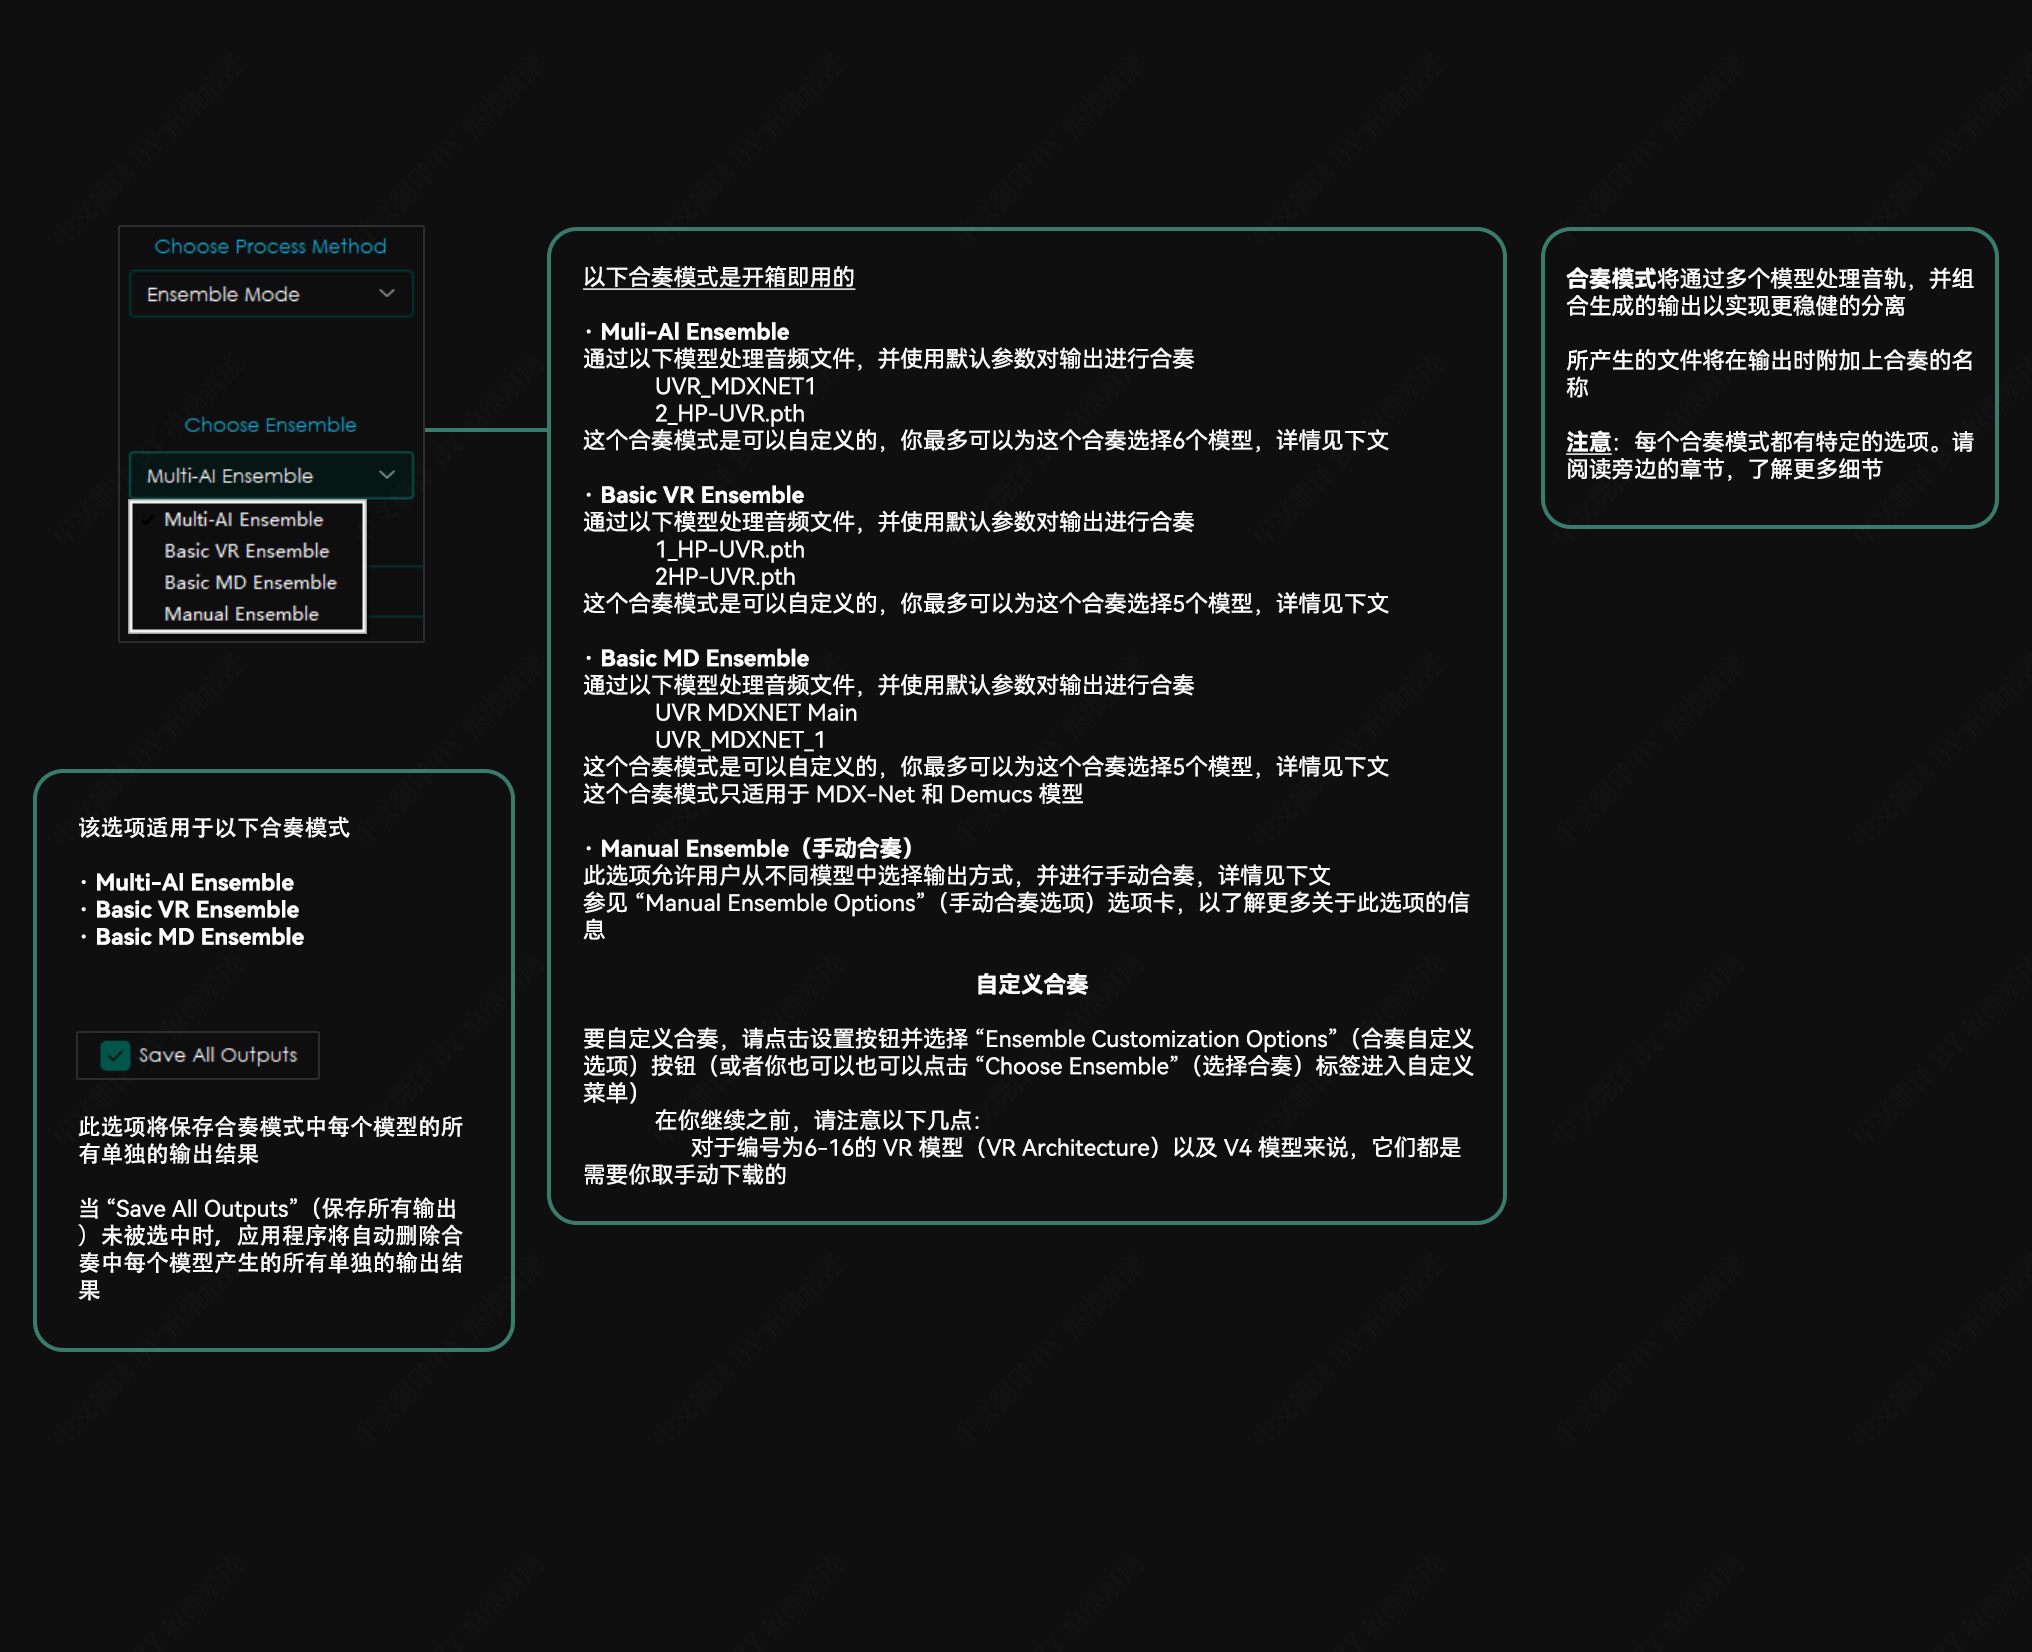 Choose Process Method
Ensemble Mode
Choose Ensemble
Multi-AI Ensemble
Multi-AI Ensemble
Basic VR Ensemble
Basic MD Ensemble
Manual Ensemble
以下合奏模式是开箱即用的
· Muli-Al Ensemble
通过以下模型处理音频文件，并使用默认参数对输出进行合奏
UVR_MDXNET1
2_HP-UVR.pth
这个合奏模式是可以自定义的，你最多可以为这个合奏选择6个模型，详情见下文
· Basic VR Ensemble
通过以下模型处理音频文件，并使用默认参数对输出进行合奏
1_HP-UVR.pth
2HP-UVR.pth
这个合奏模式是可以自定义的，你最多可以为这个合奏选择5个模型，详情见下文
· Basic MD Ensemble
通过以下模型处理音频文件，并使用默认参数对输出进行合奏
UVR MDXNET Main
UVR_MDXNET_1
这个合奏模式是可以自定义的，你最多可以为这个合奏选择5个模型，详情见下文
这个合奏模式只适用于 MDX-Net 和 Demucs 模型
· Manual Ensemble（手动合奏）
此选项允许用户从不同模型中选择输出方式，并进行手动合奏，详情见下文
参见 “Manual Ensemble Options”（手动合奏选项）选项卡，以了解更多关于此选项的信
息
自定义合奏
要自定义合奏，请点击设置按钮并选择 “Ensemble Customization Options”（合奏自定义
选项）按钮（或者你也可以也可以点击 “Choose Ensemble”（选择合奏）标签进入自定义
菜单）
在你继续之前，请注意以下几点：
对于编号为6-16的 VR 模型（VR Architecture）以及 V4 模型来说，它们都是
需要你取手动下载的
合奏模式将通过多个模型处理音轨，并组
合生成的输出以实现更稳健的分离
所产生的文件将在输出时附加上合奏的名
称
注意：每个合奏模式都有特定的选项。请
阅读旁边的章节，了解更多细节
该选项适用于以下合奏模式
· Multi-Al Ensemble
· Basic VR Ensemble
· Basic MD Ensemble
Save All Outputs
此选项将保存合奏模式中每个模型的所
有单独的输出结果
当 “Save All Outputs”（保存所有输出
）未被选中时，应用程序将自动删除合
奏中每个模型产生的所有单独的输出结
果